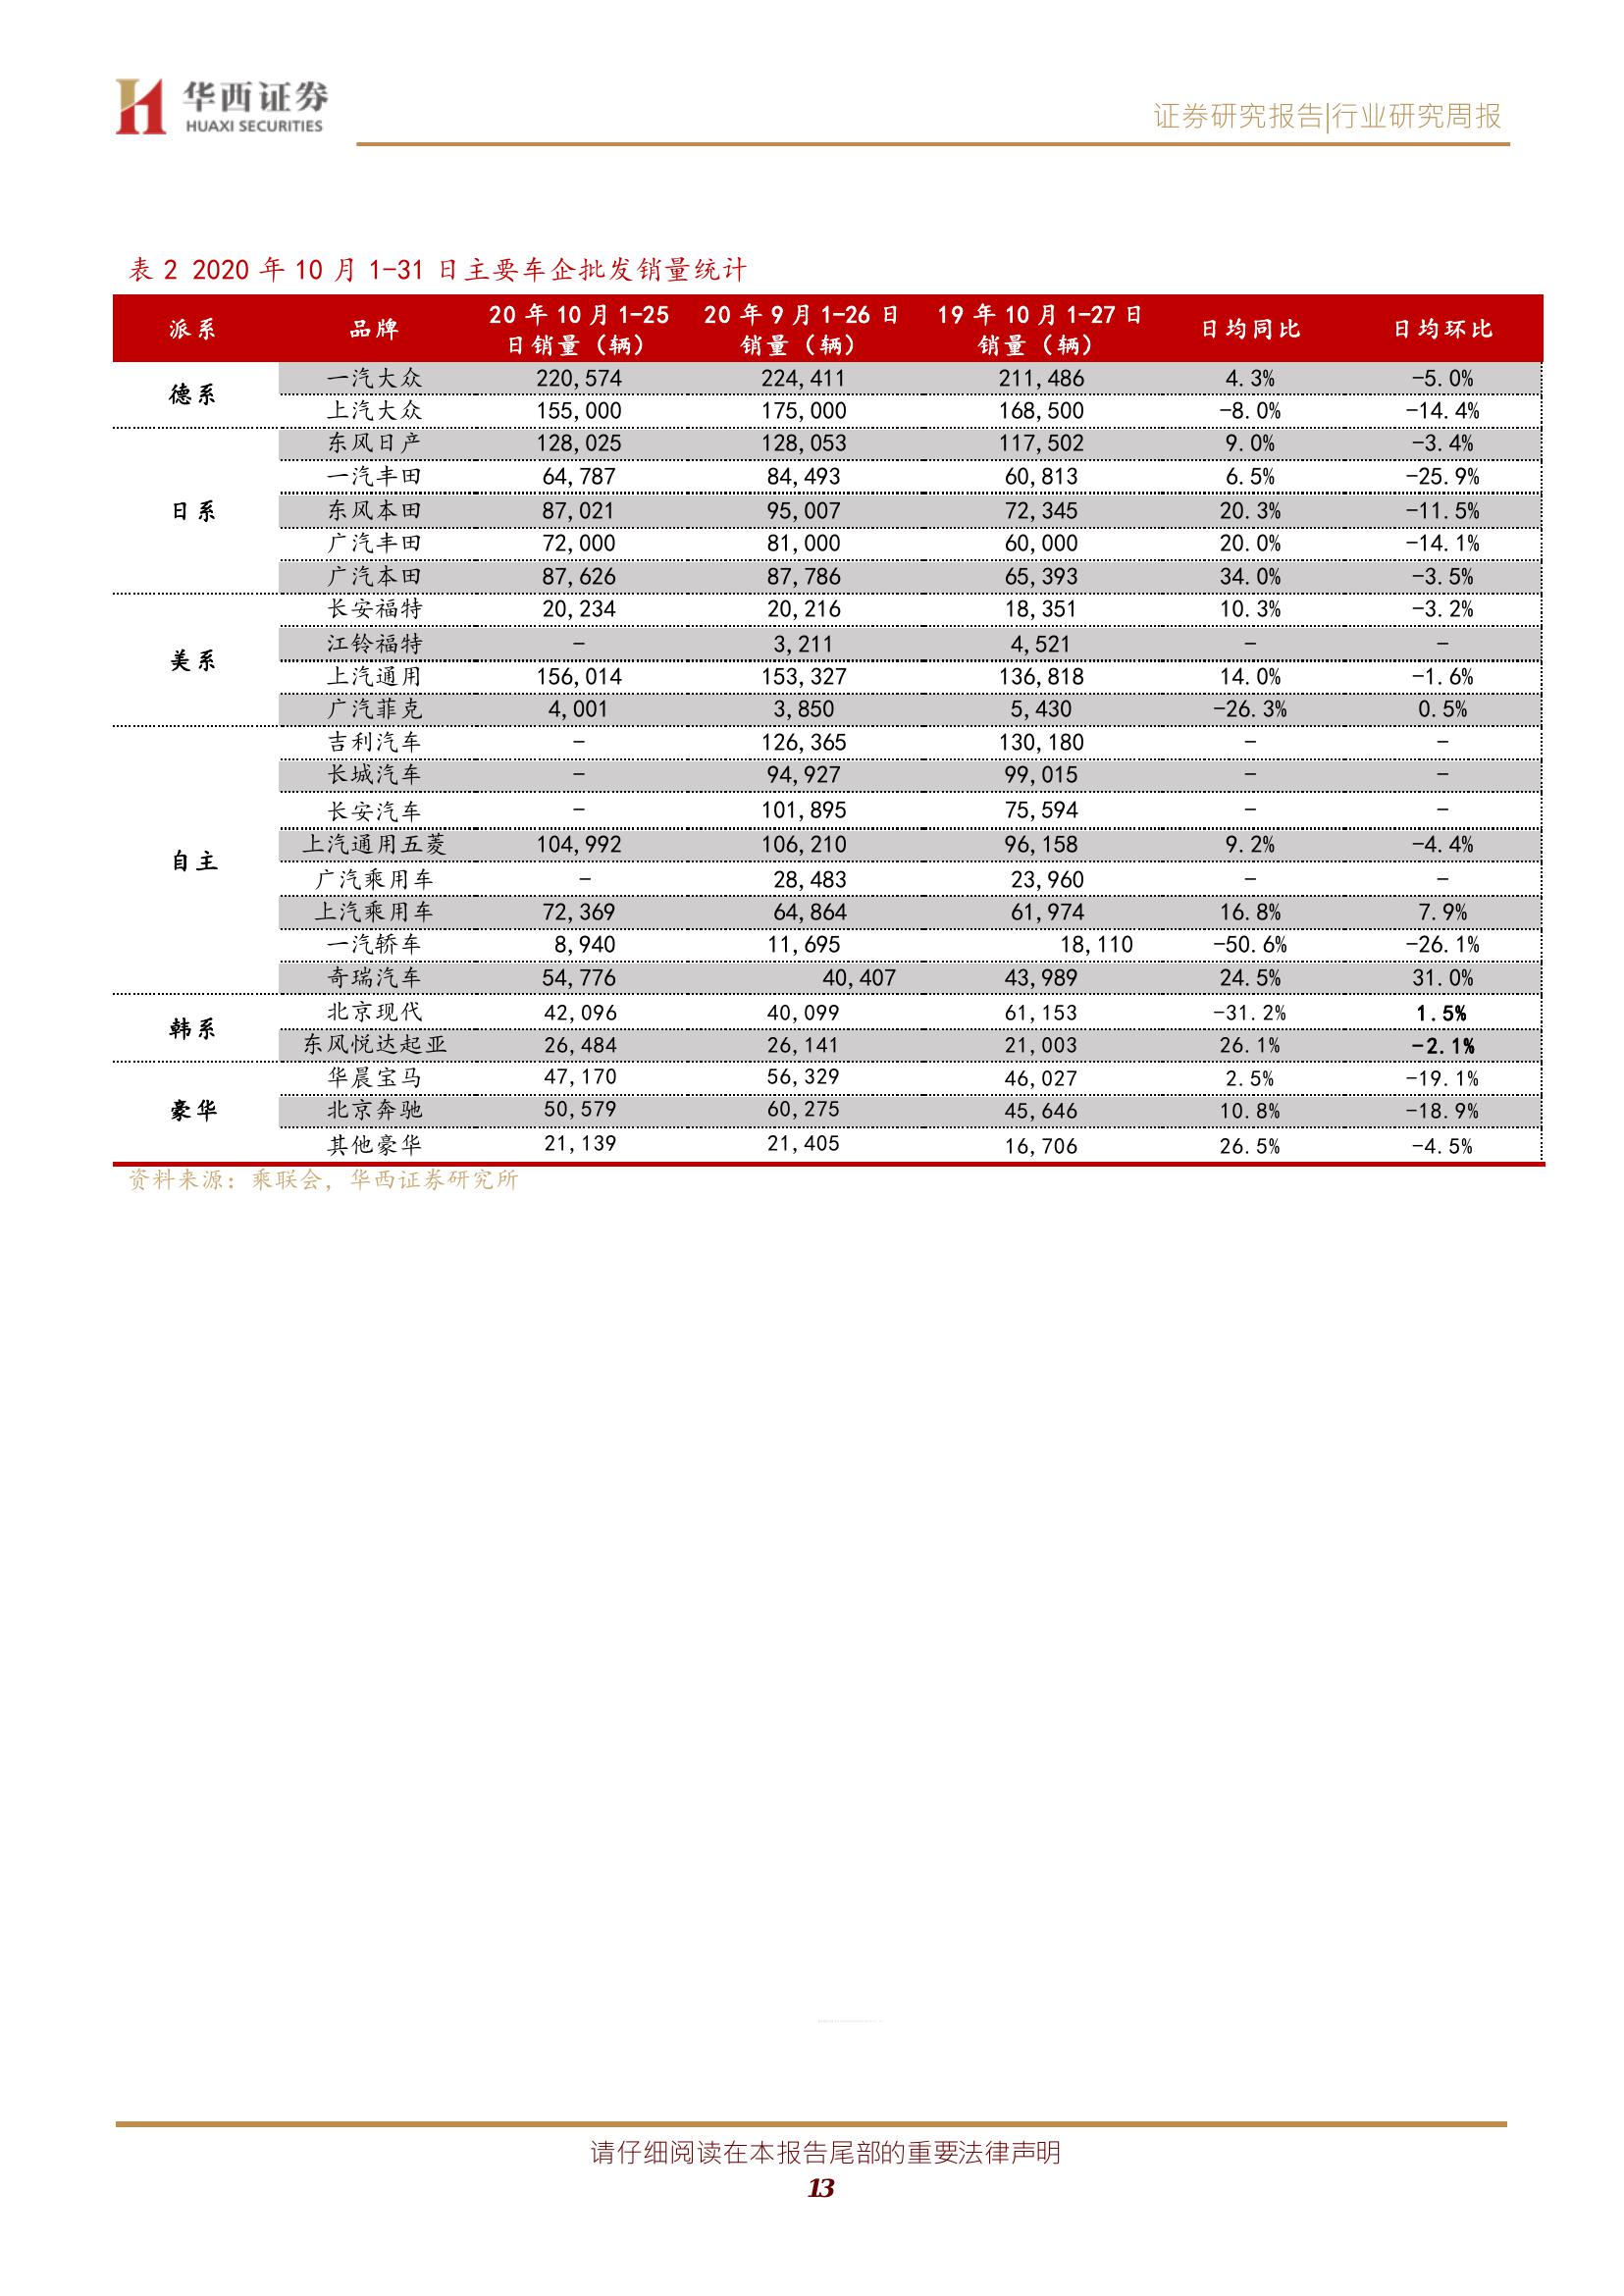 华西证券
HUAXI SECURITIES
证券研究报告|行业研究周报
表 2 2020 年 10 月 1-31 日主要车企批发销量统计
派系 品牌 20 年 10 月 1-25 日销量（辆） 20 年 9 月 1-26 日销量（辆） 19 年 10 月 1-27 日销量（辆） 日均同比 日均环比
德系 一汽大众 220,574 224,411 211,486 4.3% -5.0%
上汽大众 155,000 175,000 168,500 -8.0% -14.4%
日系 东风日产 128,025 128,053 117,502 9.0% -3.4%
一汽丰田 64,787 84,493 60,813 6.5% -25.9%
东风本田 87,021 95,007 72,345 20.3% -11.5%
广汽丰田 72,000 81,000 60,000 20.0% -14.1%
广汽本田 87,626 87,786 65,393 34.0% -3.5%
美系 长安福特 20,234 20,216 18,351 10.3% -3.2%
江铃福特 - 3,211 4,521 - -
上汽通用 156,014 153,327 136,818 14.0% -1.6%
广汽菲克 4,001 3,850 5,430 -26.3% 0.5%
自主 吉利汽车 - 126,365 130,180 - -
长城汽车 - 94,927 99,015 - -
长安汽车 - 101,895 75,594 - -
上汽通用五菱 104,992 106,210 96,158 9.2% -4.4%
广汽乘用车 - 28,483 23,960 - -
上汽乘用车 72,369 64,864 61,974 16.8% 7.9%
一汽轿车 8,940 11,695 18,110 -50.6% -26.1%
奇瑞汽车 54,776 40,407 43,989 24.5% 31.0%
韩系 北京现代 42,096 40,099 61,153 -31.2% 1.5%
东风悦达起亚 26,484 26,141 21,003 26.1% -2.1%
豪华 华晨宝马 47,170 56,329 46,027 2.5% -19.1%
北京奔驰 50,579 60,275 45,646 10.8% -18.9%
其他豪华 21,139 21,405 16,706 26.5% -4.5%
资料来源：乘联会，华西证券研究所
请仔细阅读在本报告尾部的重要法律声明
13